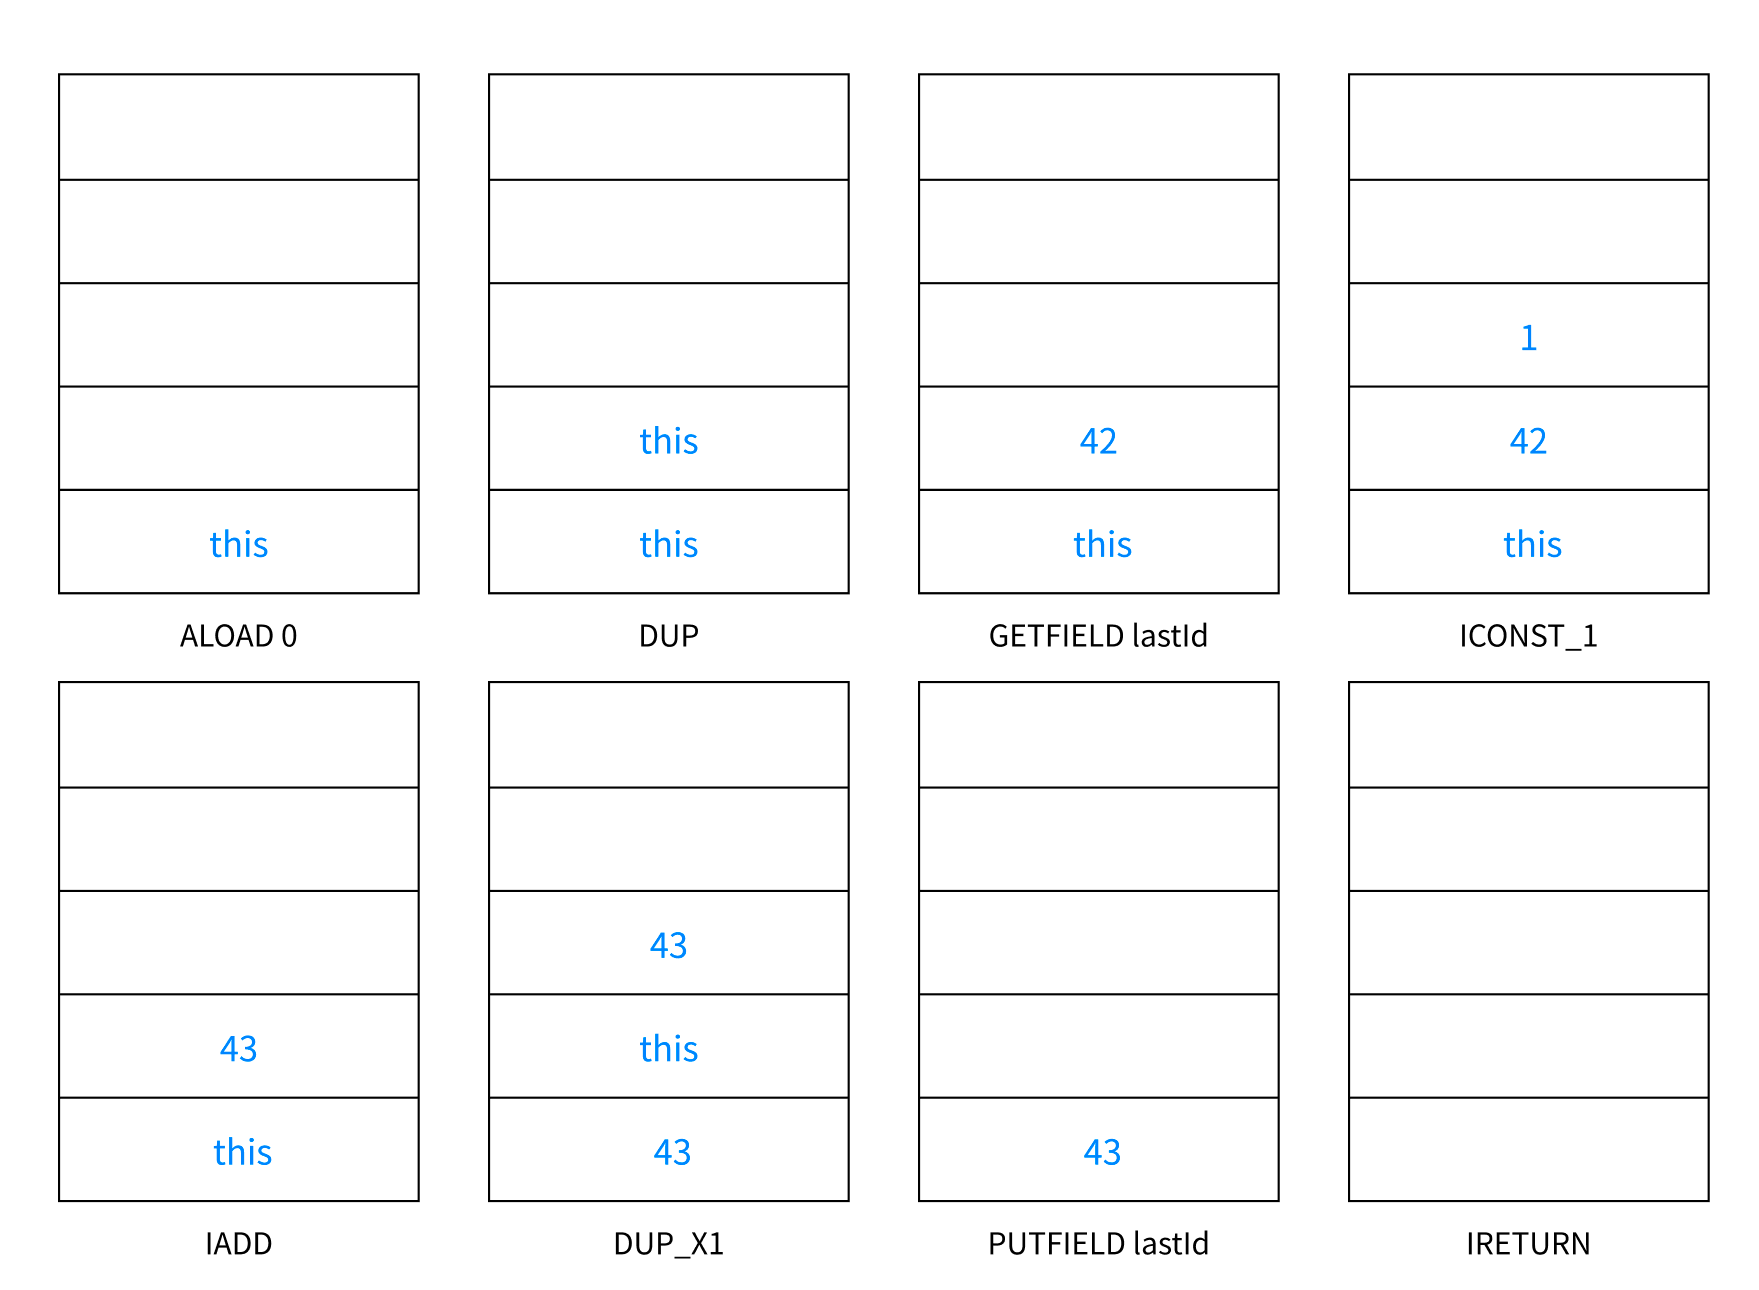 1
this
42
42
this
this
this
this
ALOAD 0
DUP
GETFIELD lastId
ICONST_1
43
43
this
this
43
43
IADD
DUP_X1
PUTFIELD lastId
IRETURN